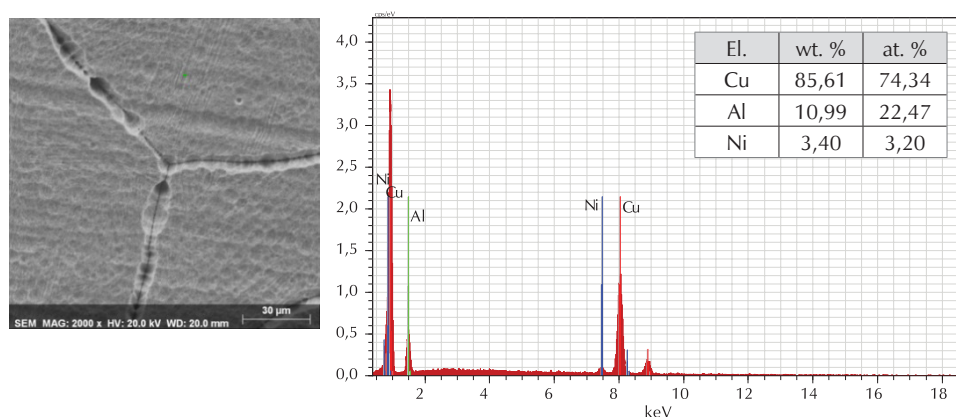 SEM MAG: 2000 x HV: 20.0 kV WD: 20.0 mm
30 µm
cps/eV
4,0
3,5
3,0
2,5
2,0
1,5
1,0
0,5
0,0
Ni
Cu
Al
Ni
Cu
2 4 6 8 10 12 14 16 18
keV
El. wt. % at. %
Cu 85,61 74,34
Al 10,99 22,47
Ni 3,40 3,20